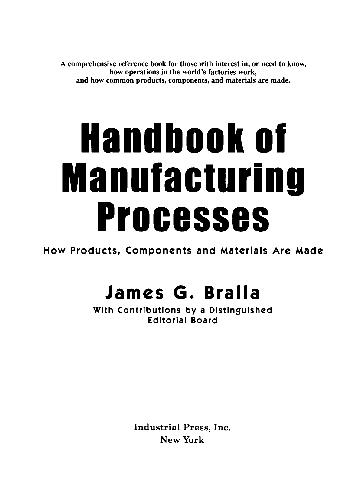 A comprehensive reference book for those with interest in, or need to know,
how operations in the world's factories work,
and how common products, components, and materials are made.
Handbook of
Manufacturing
Processes
How Products, Components and Materials Are Made
James G. Bralla
With Contributions by a Distinguished
Editorial Board
Industrial Press, Inc.
New York